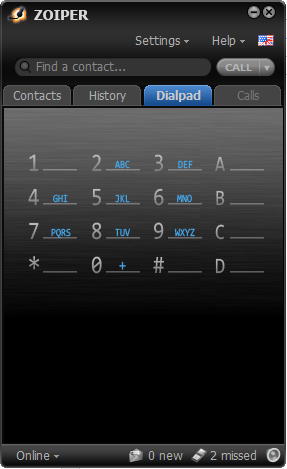 ZOIPER
Settings Help
Find a contact... CALL
Contacts History Dialpad Calls
1 2 ABC 3 DEF A
4 GHI 5 JKL 6 MNO B
7 PQRS 8 TUV 9 WXYZ C
* 0 + # D
Online 0 new 2 missed